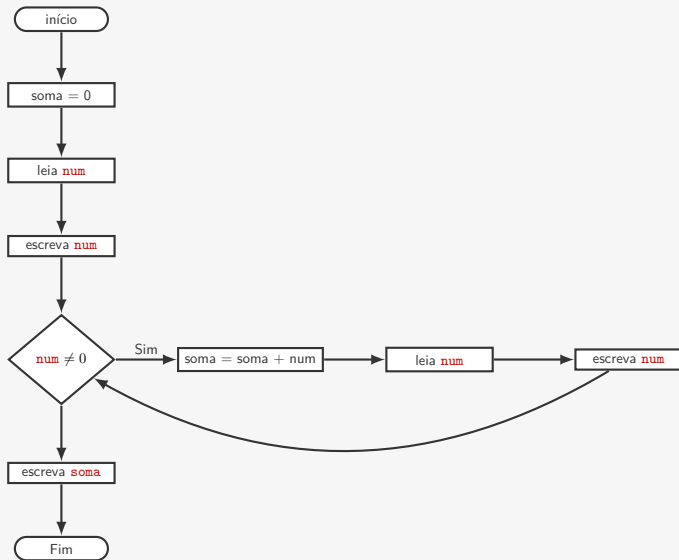 início
soma = 0
leia num
escreva num
num ≠ 0
Sim
soma = soma + num
leia num
escreva num
escreva soma
Fim